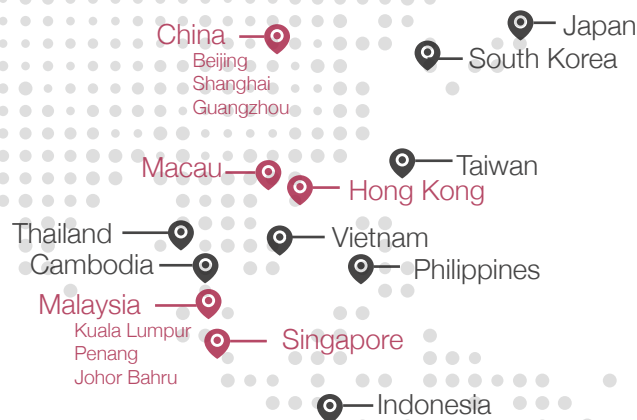 Japan
China
South Korea
Beijing
Shanghai
Guangzhou
Macau
Taiwan
Hong Kong
Thailand
Vietnam
Cambodia
Philippines
Malaysia
Kuala Lumpur
Penang
Johor Bahru
Singapore
Indonesia